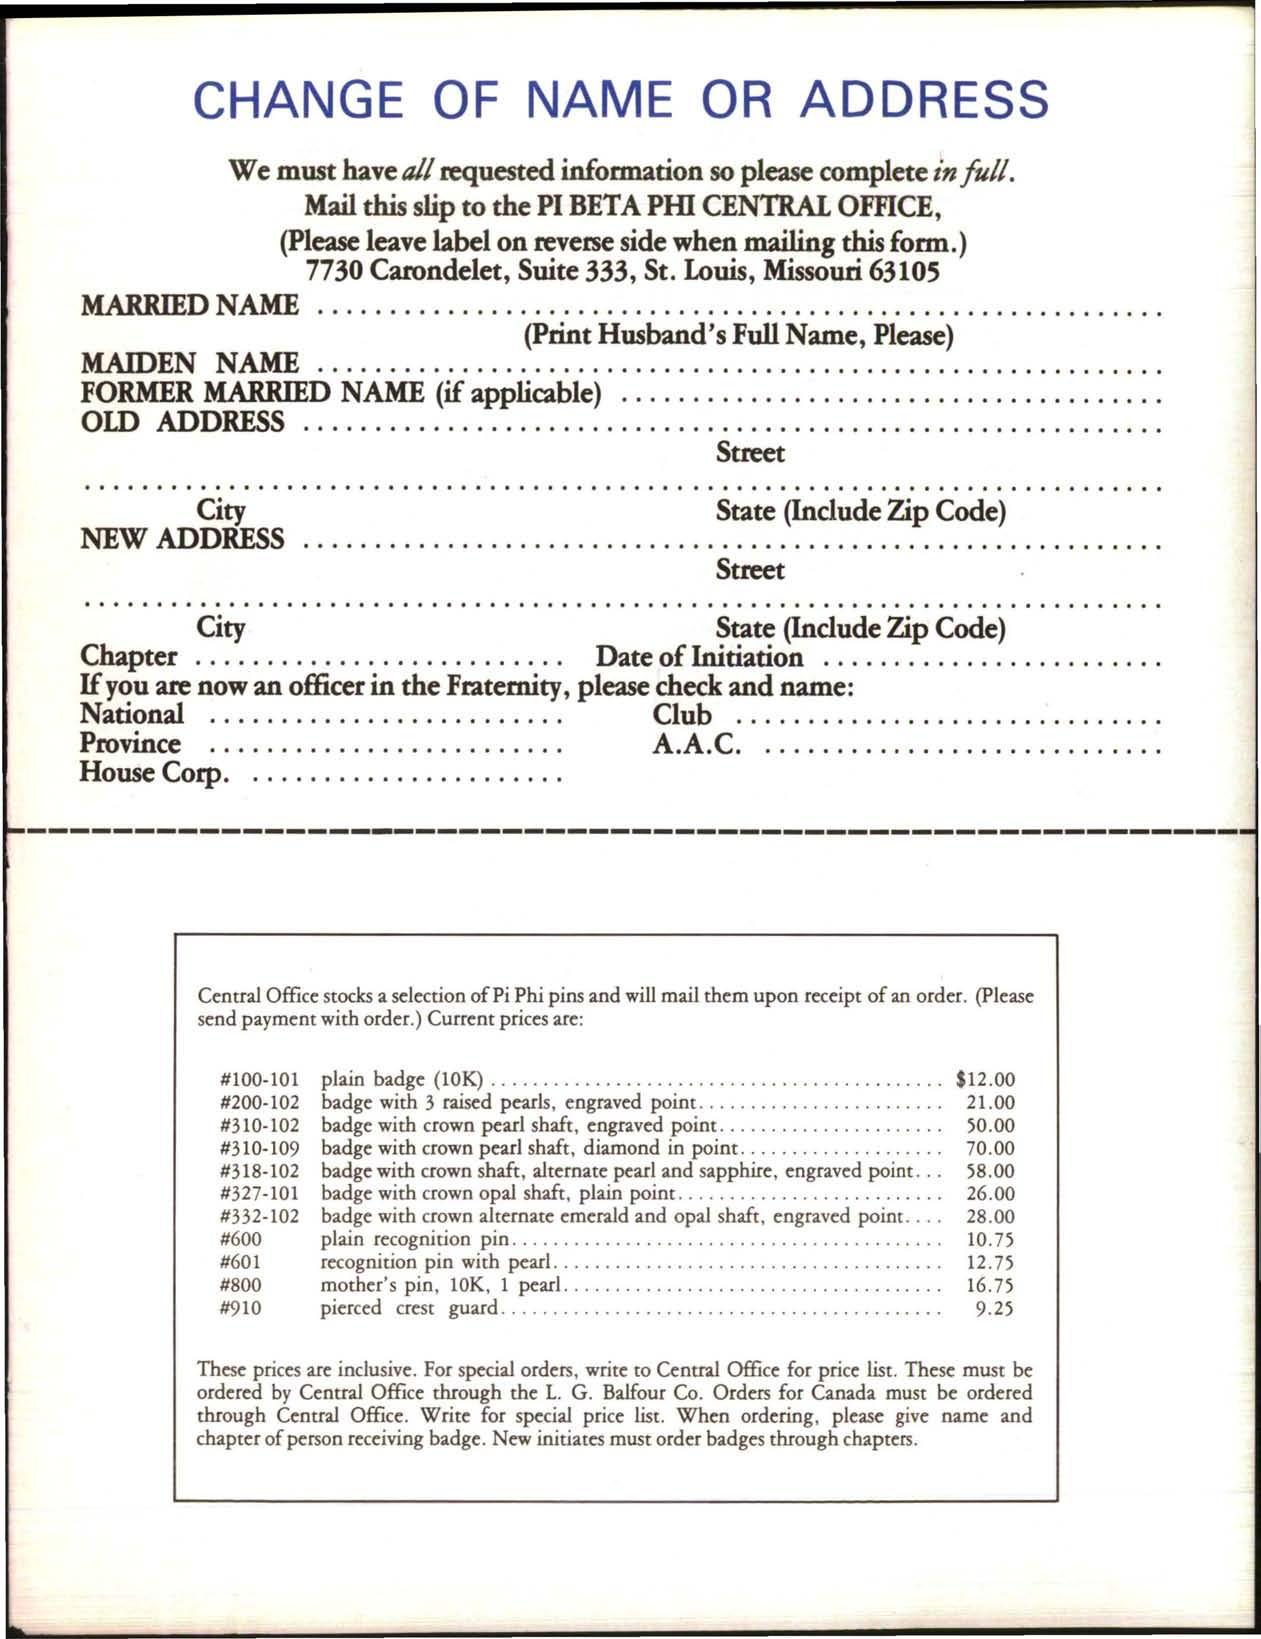 CHANGE OF NAME OR ADDRESS
We must have all requested information so please complete in full.
Mail this slip to the PI BETA PHI CENTRAL OFFICE,
(Please leave label on reverse side when mailing this form.)
7730 Carondelet, Suite 333, St. Louis, Missouri 63105
MARRIED NAME ..........
(Print Husband's Full Name, Please)
MAIDEN NAME ..........
FORMER MARRIED NAME (if applicable) ..........
OLD ADDRESS ..........
Street
..........
City State (Include Zip Code)
NEW ADDRESS ..........
Street
..........
City State (Include Zip Code)
Chapter .......... Date of Initiation ..........
If you are now an officer in the Fraternity, please check and name:
National .......... Club ..........
Province .......... A.A.C. ..........
House Corp. ..........
Central Office stocks a selection of Pi Phi pins and will mail them upon receipt of an order. (Please
send payment with order.) Current prices are:
#100-101 plain badge (10K) .......... $12.00
#200-102 badge with 3 raised pearls, engraved point.......... 21.00
#310-102 badge with crown pearl shaft, engraved point.......... 50.00
#310-109 badge with crown pearl shaft, diamond in point.......... 70.00
#318-102 badge with crown shaft, alternate pearl and sapphire, engraved point... 58.00
#327-101 badge with crown opal shaft, plain point.......... 26.00
#332-102 badge with crown alternate emerald and opal shaft, engraved point.... 28.00
#600 plain recognition pin.......... 10.75
#601 recognition pin with pearl.......... 12.75
#800 mother's pin, 10K, 1 pearl.......... 16.75
#910 pierced crest guard.......... 9.25
These prices are inclusive. For special orders, write to Central Office for price list. These must be
ordered by Central Office through the L. G. Balfour Co. Orders for Canada must be ordered
through Central Office. Write for special price list. When ordering, please give name and
chapter of person receiving badge. New initiates must order badges through chapters.